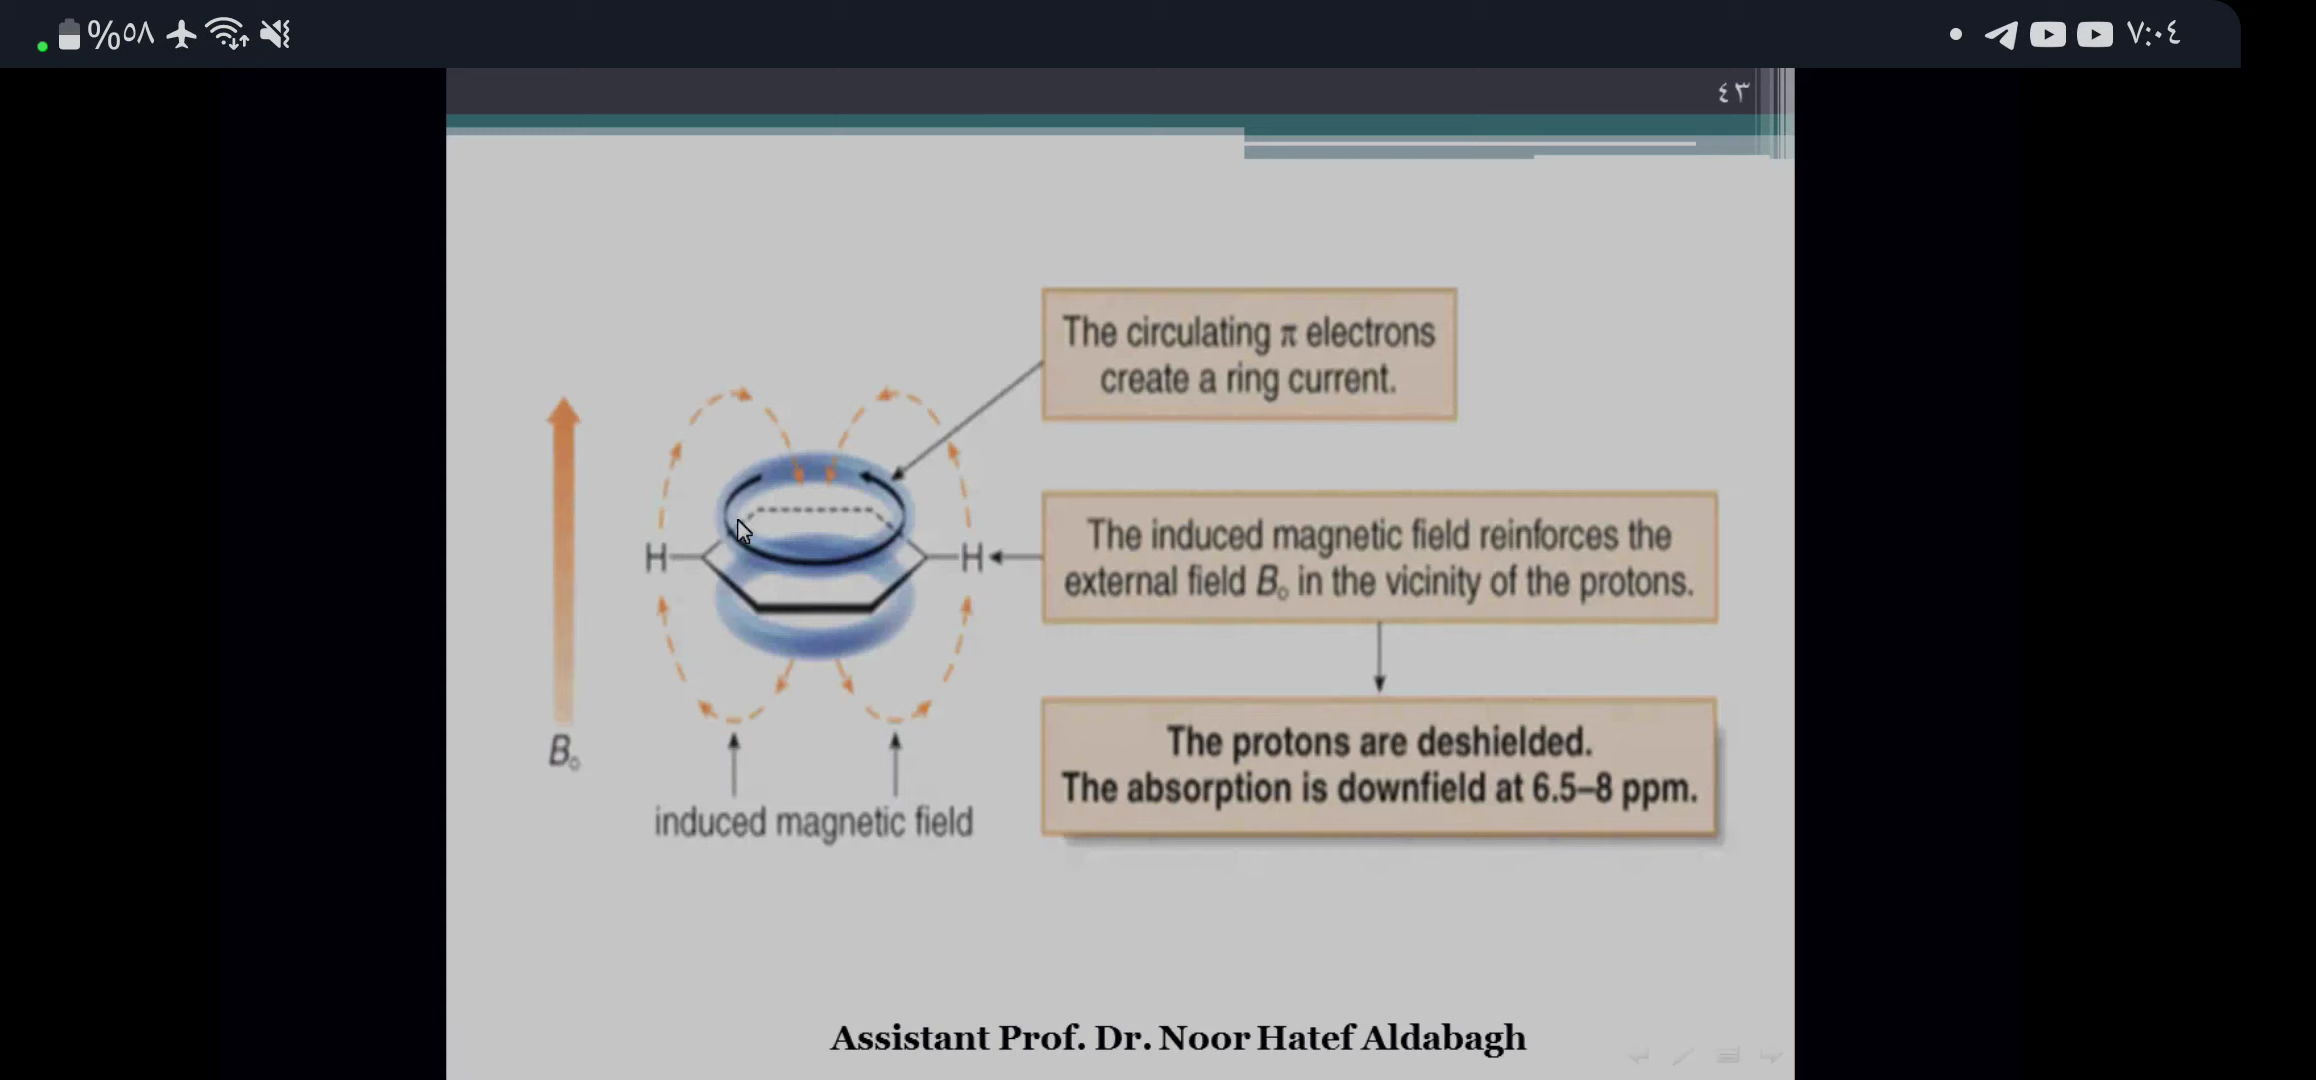 %٥٨
٧:٠٤
٤٣
The circulating π electrons
create a ring current.
H
H
The induced magnetic field reinforces the
external field B₀ in the vicinity of the protons.
The protons are deshielded.
The absorption is downfield at 6.5–8 ppm.
B₀
induced magnetic field
Assistant Prof. Dr. Noor Hatef Aldabagh